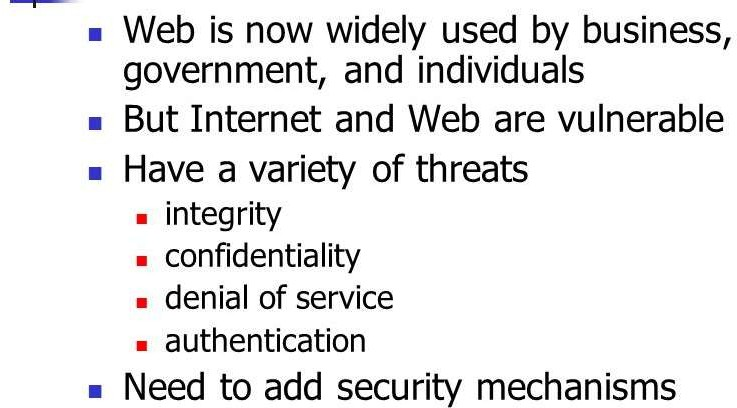 Web is now widely used by business,
government, and individuals
But Internet and Web are vulnerable
Have a variety of threats
integrity
confidentiality
denial of service
authentication
Need to add security mechanisms